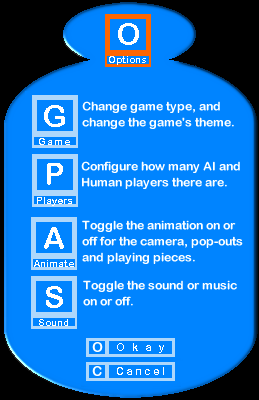 O
Options
G
Game
Change game type, and
change the game's theme.
P
Players
Configure how many AI and
Human players there are.
A
Animate
Toggle the animation on or
off for the camera, pop-outs
and playing pieces.
S
Sound
Toggle the sound or music
on or off.
O Okay
C Cancel